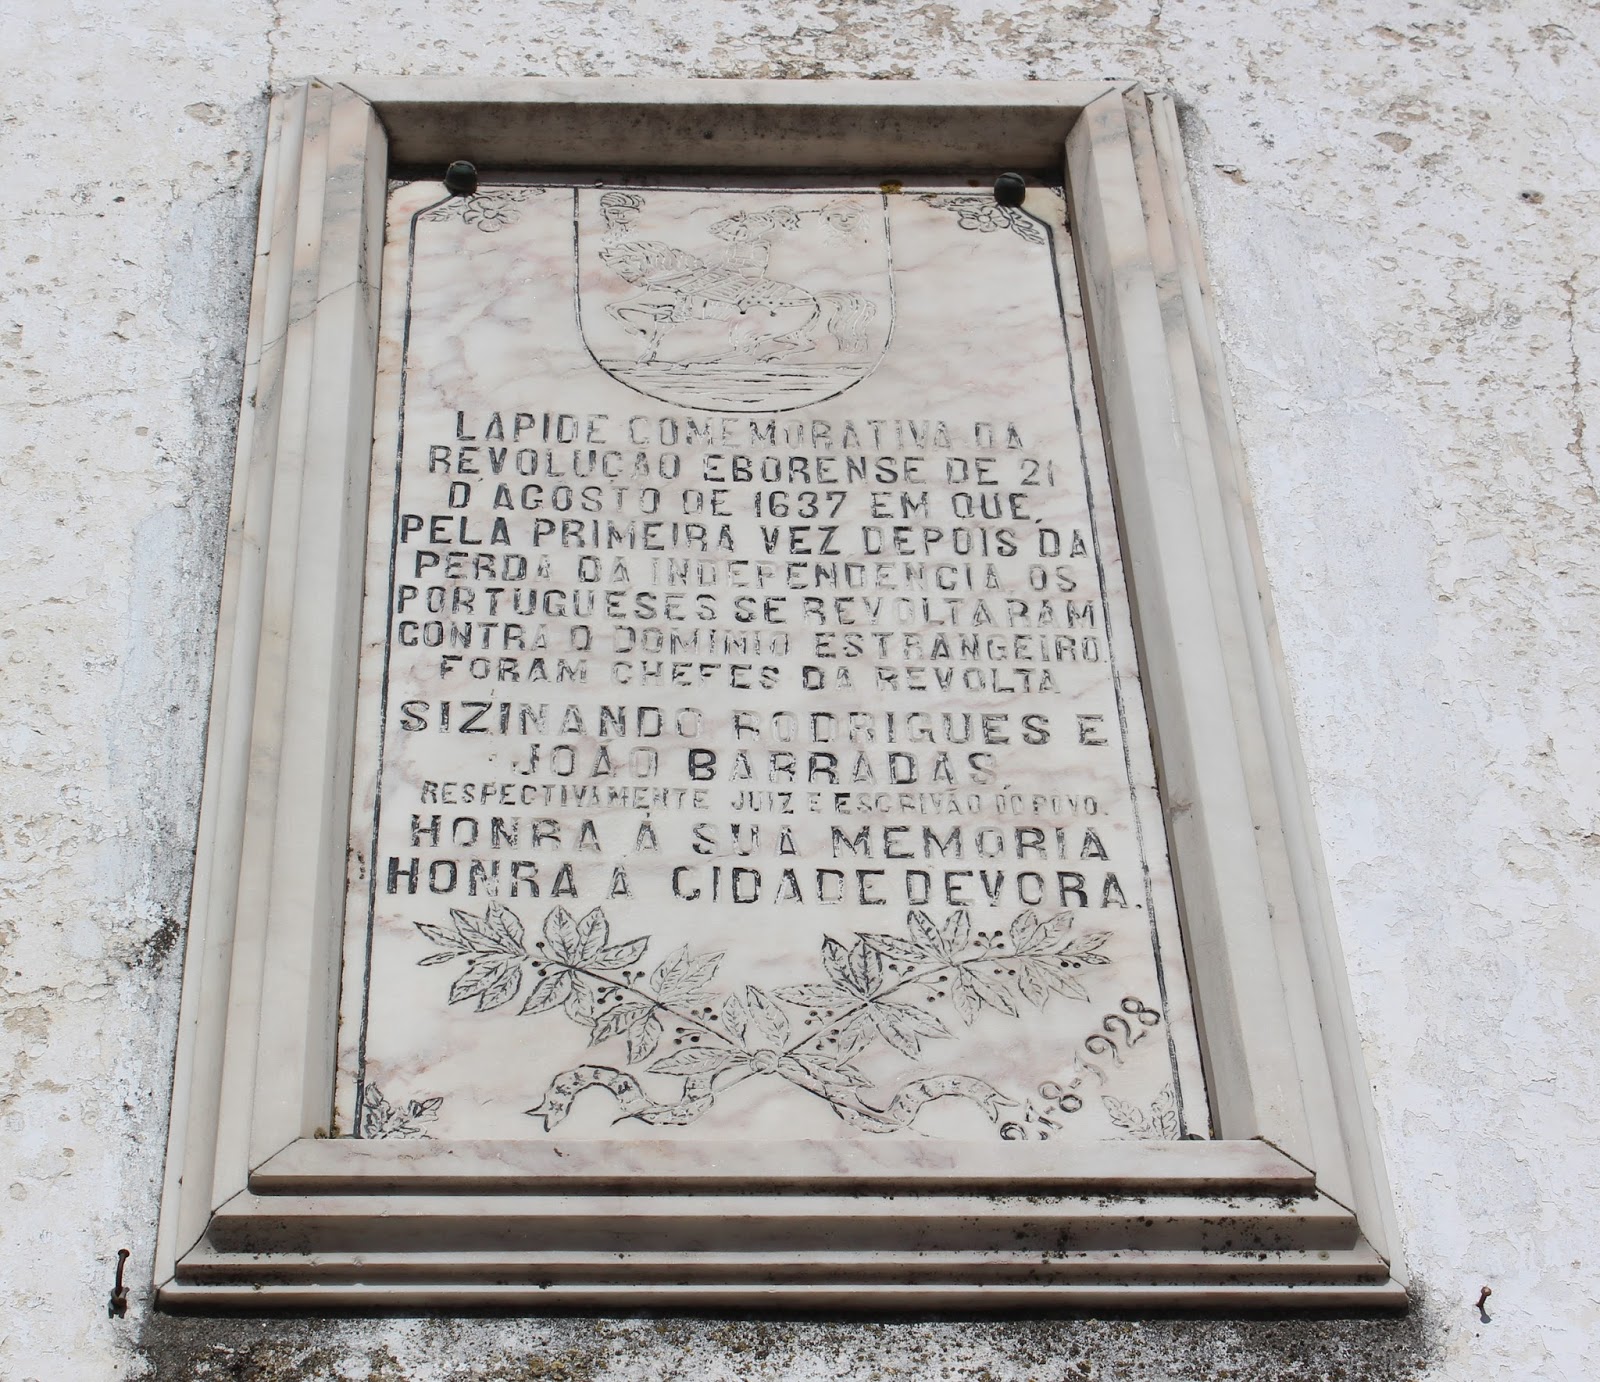 LAPIDE COMEMORATIVA DA
REVOLUÇÃO EBORENSE DE 21
D'AGOSTO DE 1637 EM QUE,
PELA PRIMEIRA VEZ DEPOIS DA
PERDA DA INDEPENDENCIA, OS
PORTUGUESES SE REVOLTARAM
CONTRA O DOMINIO ESTRANGEIRO.
FORAM CHEFES DA REVOLTA
SIZINANDO RODRIGUES E
JOÃO BARRADAS,
RESPECTIVAMENTE JUIZ E ESCRIVÃO DO POVO.
HONRA Á SUA MEMORIA
HONRA Á CIDADE DEVORA.
21-8-1928